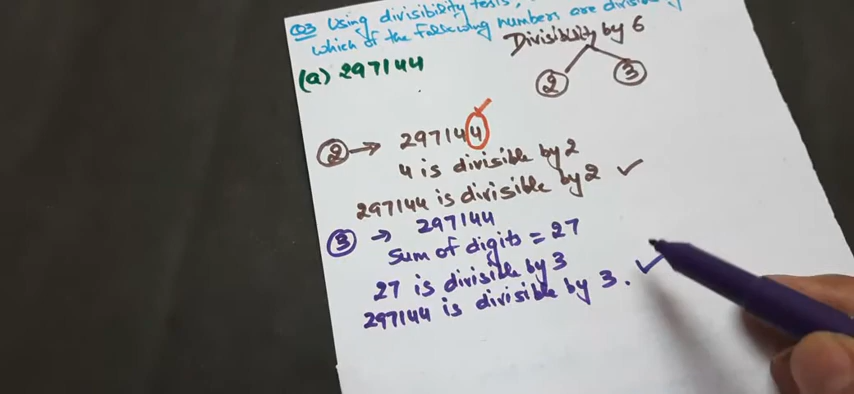 Q3 Using divisibility tests,
which of the following numbers are divisible by
Divisibility by 6
(a) 297144
2 3
2 → 297144
4 is divisible by 2
297144 is divisible by 2 ✓
3 → 297144
Sum of digits = 27
27 is divisible by 3
297144 is divisible by 3. ✓